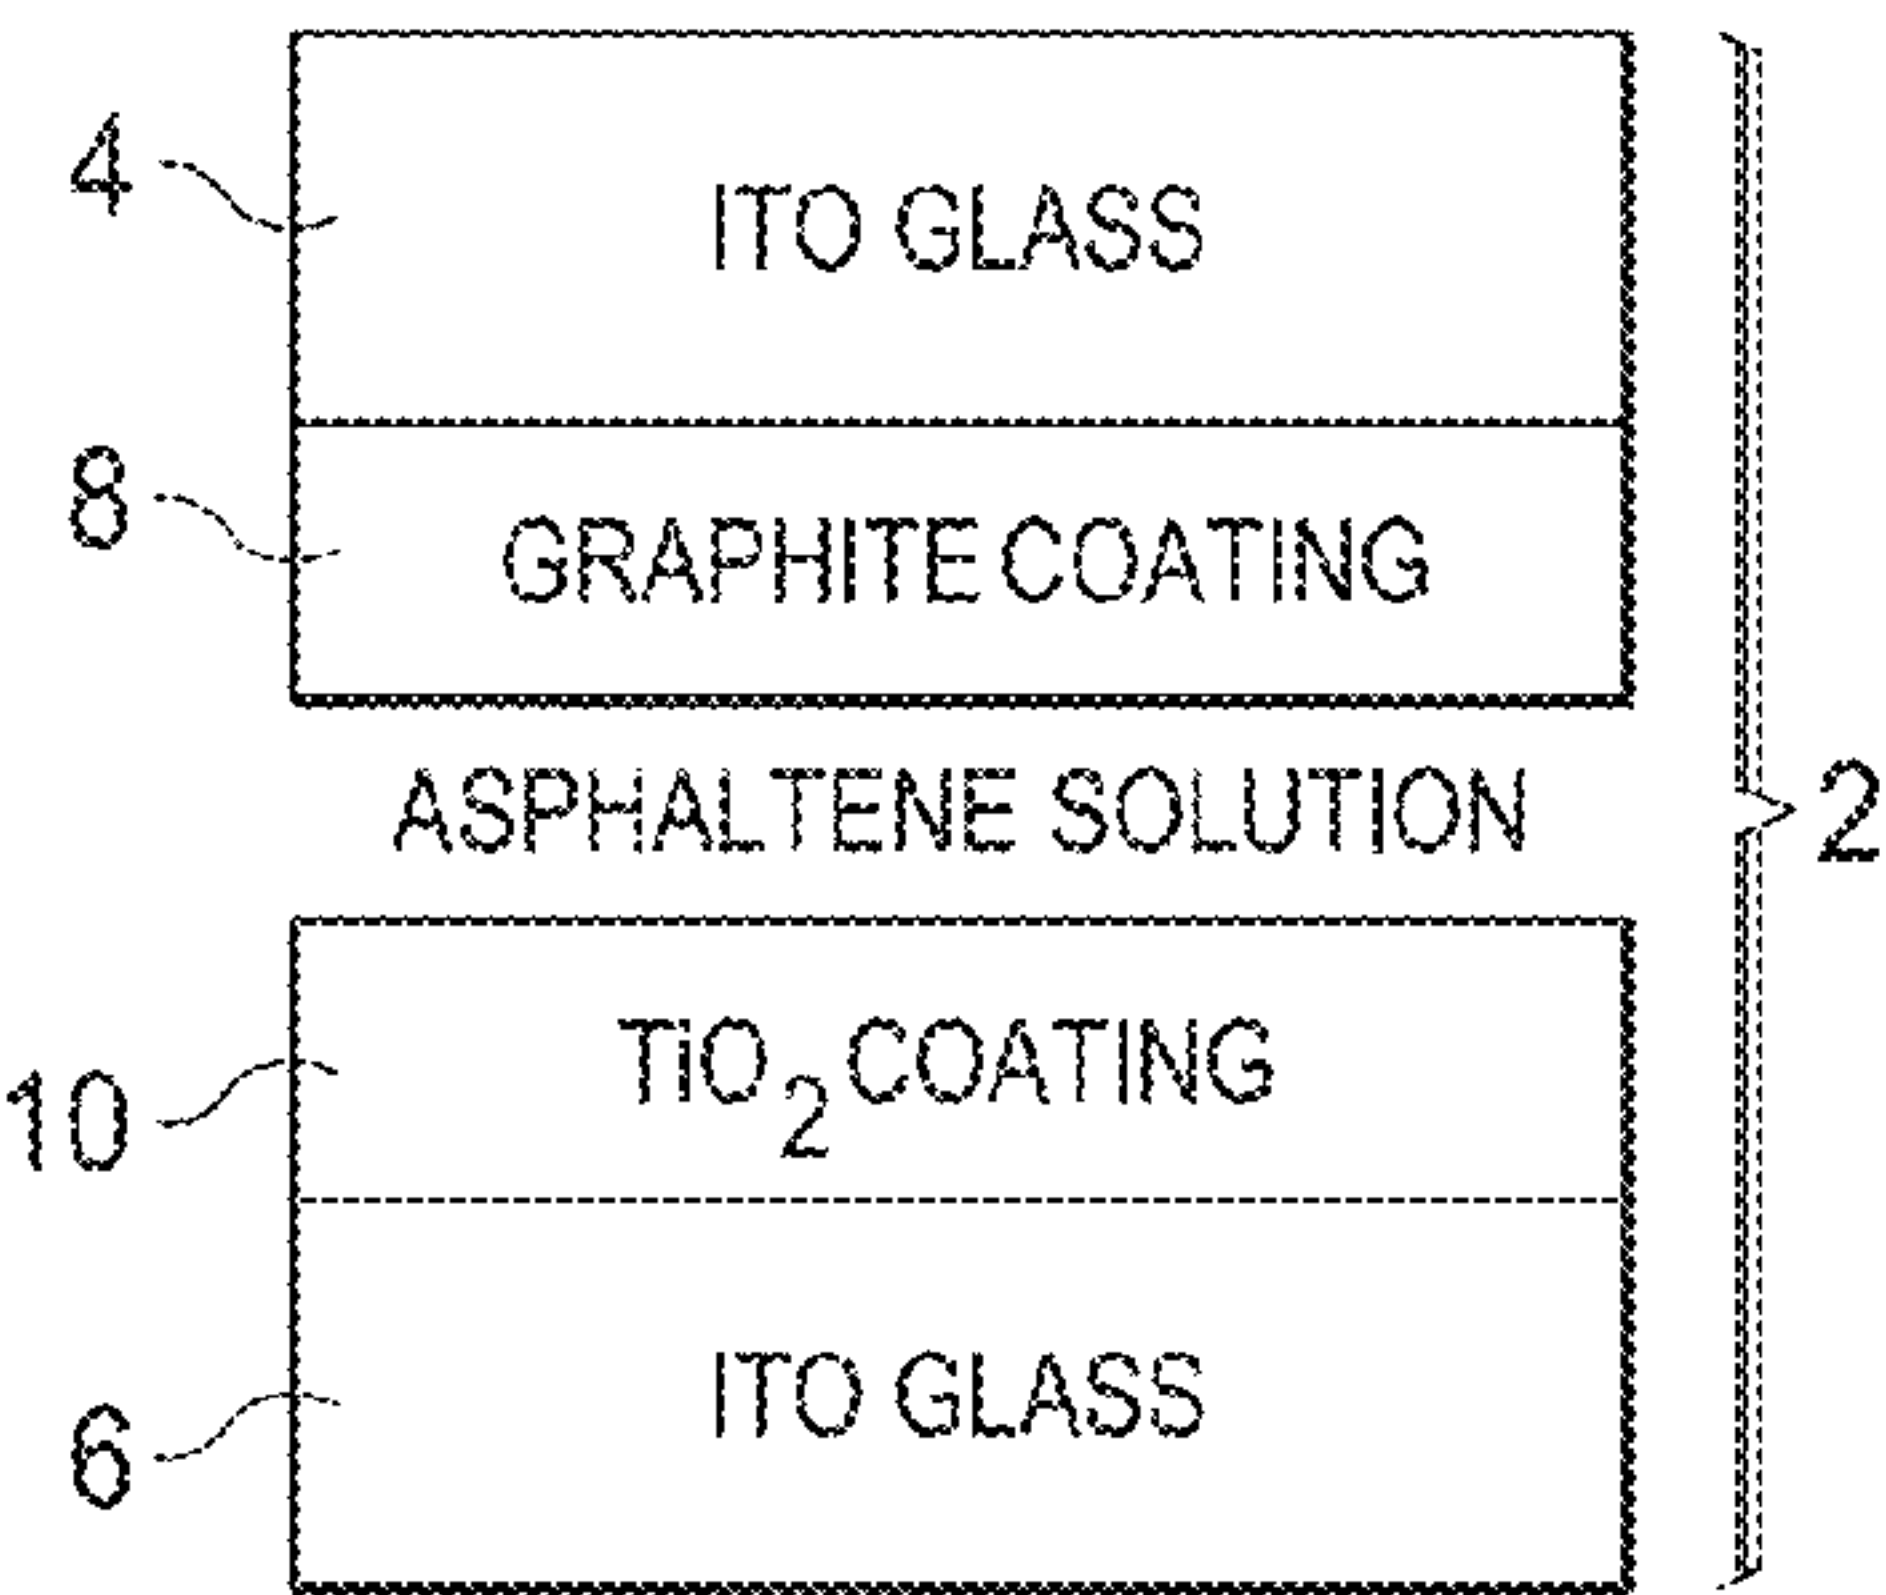 4
ITO GLASS
8
GRAPHITE COATING
ASPHALTENE SOLUTION
2
10
TiO2 COATING
6
ITO GLASS